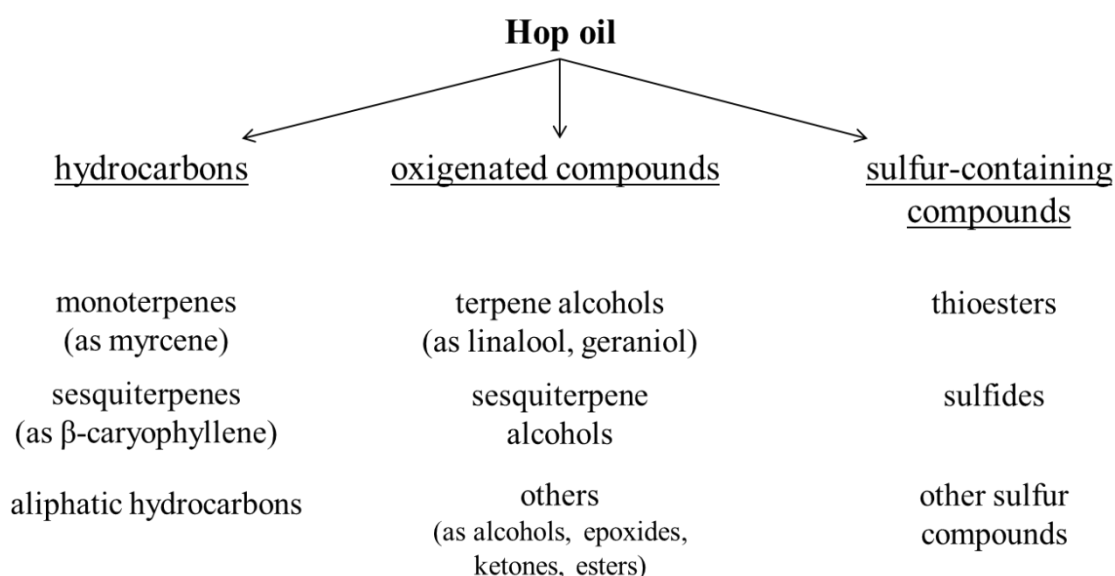 Hop oil
hydrocarbons
monoterpenes
(as myrcene)
sesquiterpenes
(as β-caryophyllene)
aliphatic hydrocarbons
oxigenated compounds
terpene alcohols
(as linalool, geraniol)
sesquiterpene
alcohols
others
(as alcohols, epoxides,
ketones, esters)
sulfur-containing
compounds
thioesters
sulfides
other sulfur
compounds